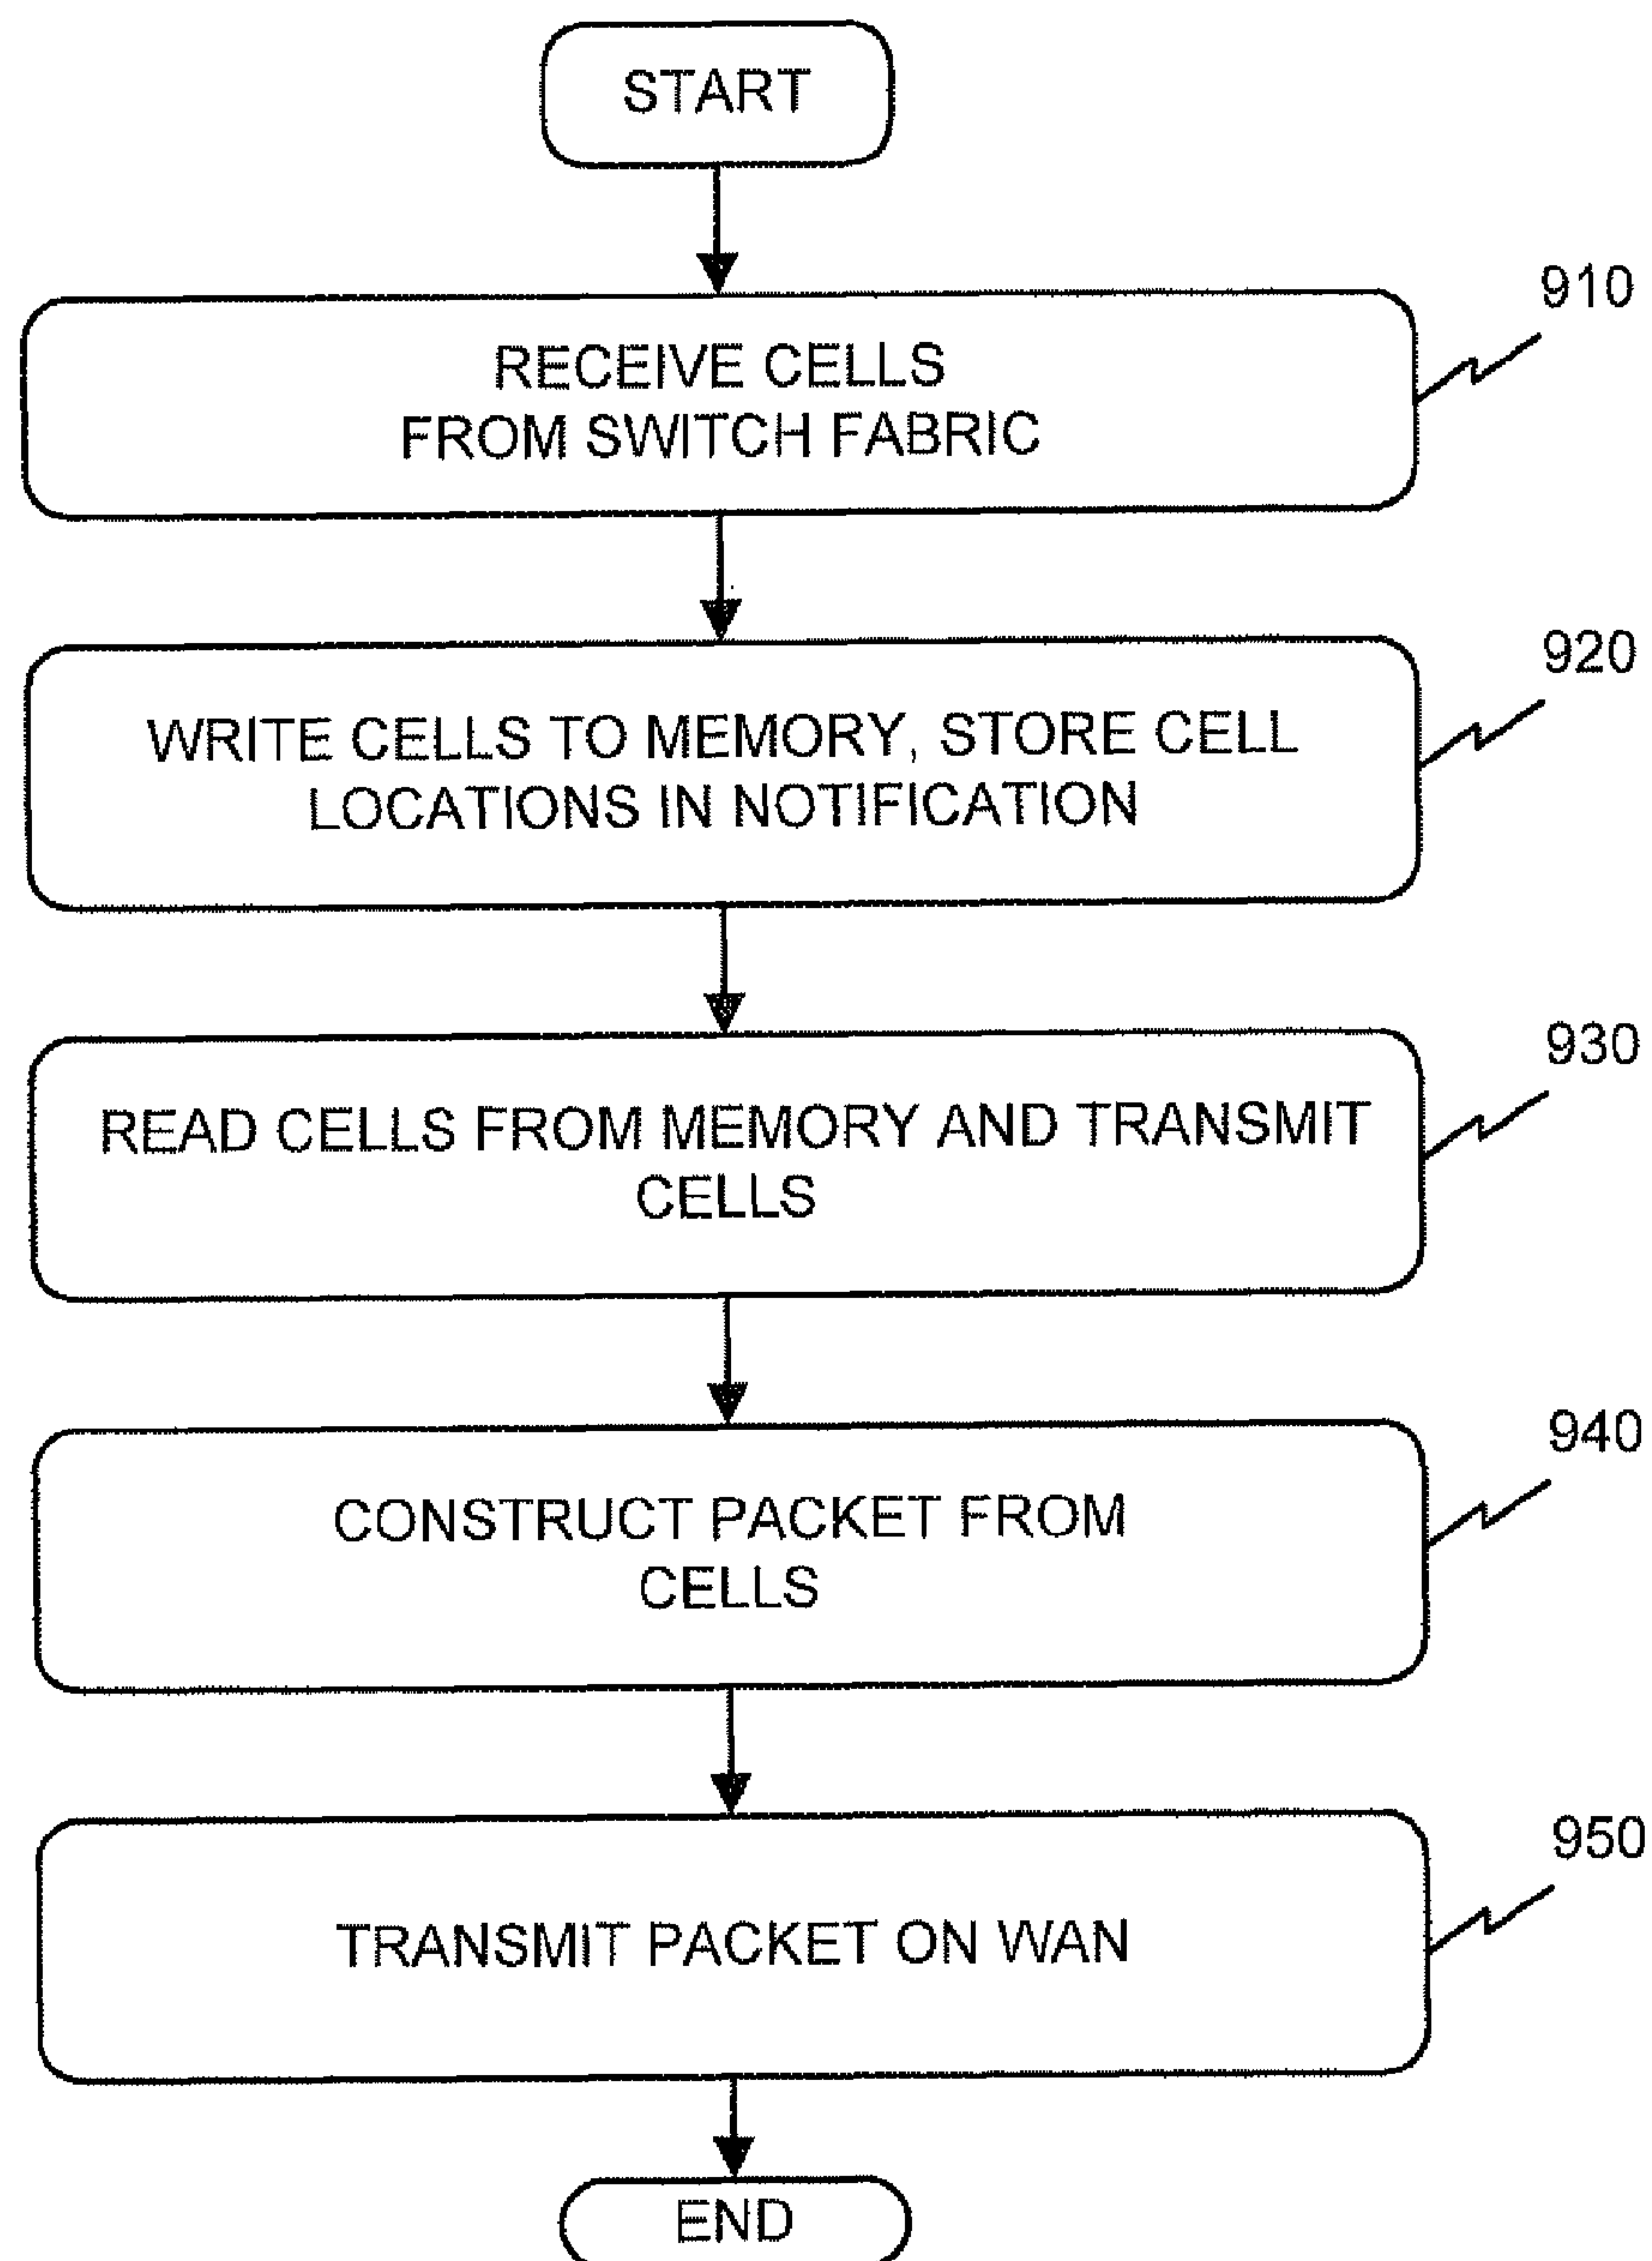 START
910
RECEIVE CELLS
FROM SWITCH FABRIC
920
WRITE CELLS TO MEMORY, STORE CELL
LOCATIONS IN NOTIFICATION
930
READ CELLS FROM MEMORY AND TRANSMIT
CELLS
940
CONSTRUCT PACKET FROM
CELLS
950
TRANSMIT PACKET ON WAN
END